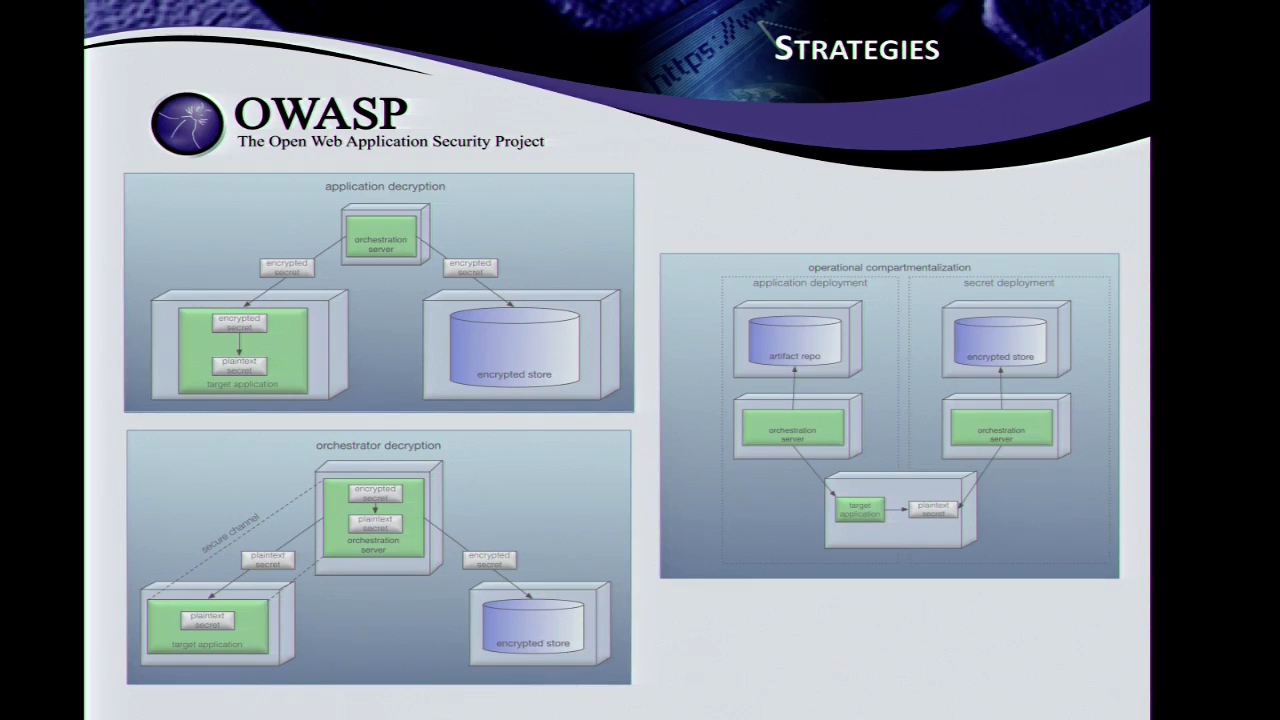 https://www
STRATEGIES
OWASP
The Open Web Application Security Project
application decryption
orchestration
server
encrypted
secret
encrypted
secret
encrypted
secret
plaintext
secret
target application
encrypted store
orchestrator decryption
encrypted
secret
plaintext
secret
orchestration
server
secure channel
plaintext
secret
encrypted
secret
plaintext
secret
target application
encrypted store
operational compartmentalization
application deployment
secret deployment
artifact repo
encrypted store
orchestration
server
orchestration
server
target
application
plaintext
secret